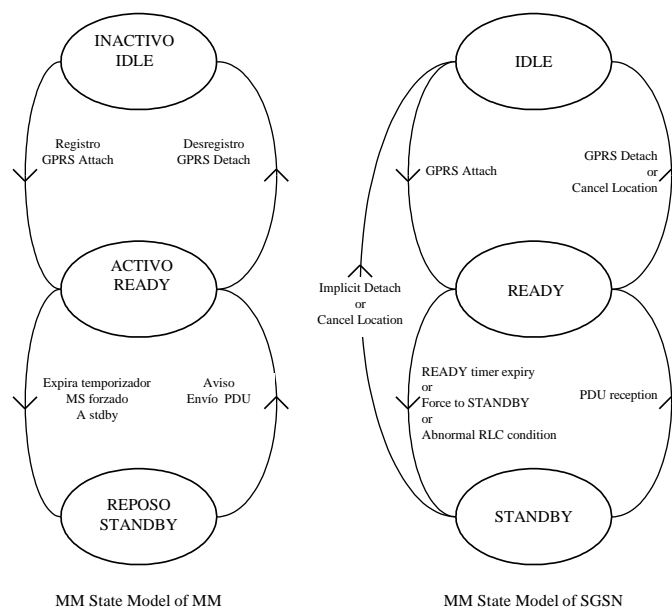 INACTIVO
IDLE
Registro
GPRS Attach
Desregistro
GPRS Detach
ACTIVO
READY
Expira temporizador
MS forzado
A stdby
Aviso
Envío PDU
REPOSO
STANDBY
MM State Model of MM
IDLE
GPRS Attach
GPRS Detach
or
Cancel Location
Implicit Detach
or
Cancel Location
READY
READY timer expiry
or
Force to STANDBY
or
Abnormal RLC condition
PDU reception
STANDBY
MM State Model of SGSN